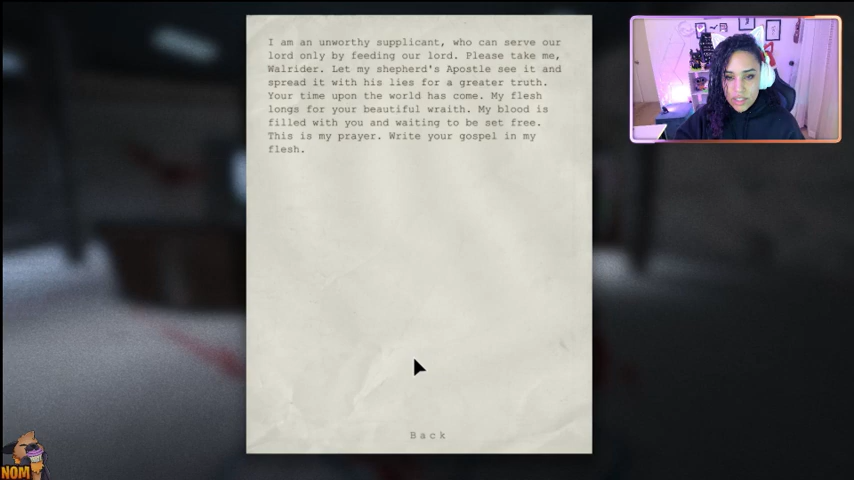 I am an unworthy supplicant, who can serve our
lord only by feeding our lord. Please take me,
Walrider. Let my shepherd's Apostle see it and
spread it with his lies for a greater truth.
Your time upon the world has come. My flesh
longs for your beautiful wraith. My blood is
filled with you and waiting to be set free.
This is my prayer. Write your gospel in my
flesh.
Back
NOM